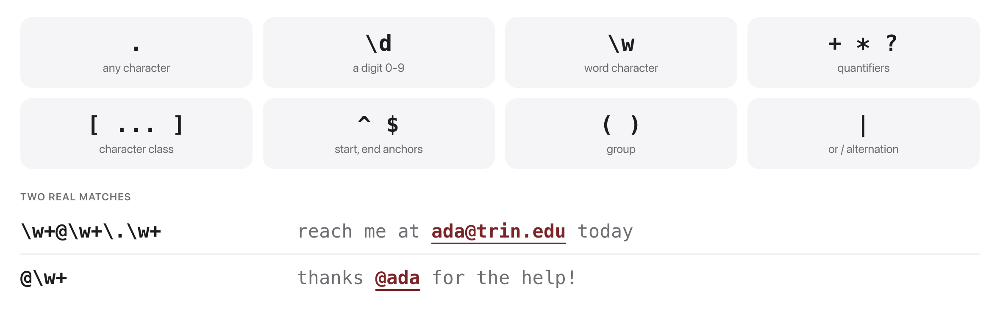 . \d \w + * ?
any character a digit 0-9 word character quantifiers
[ ... ] ^ $ ( ) |
character class start, end anchors group or / alternation
TWO REAL MATCHES
\w+@\w+\.\w+ reach me at ada@trin.edu today
@\w+ thanks @ada for the help!